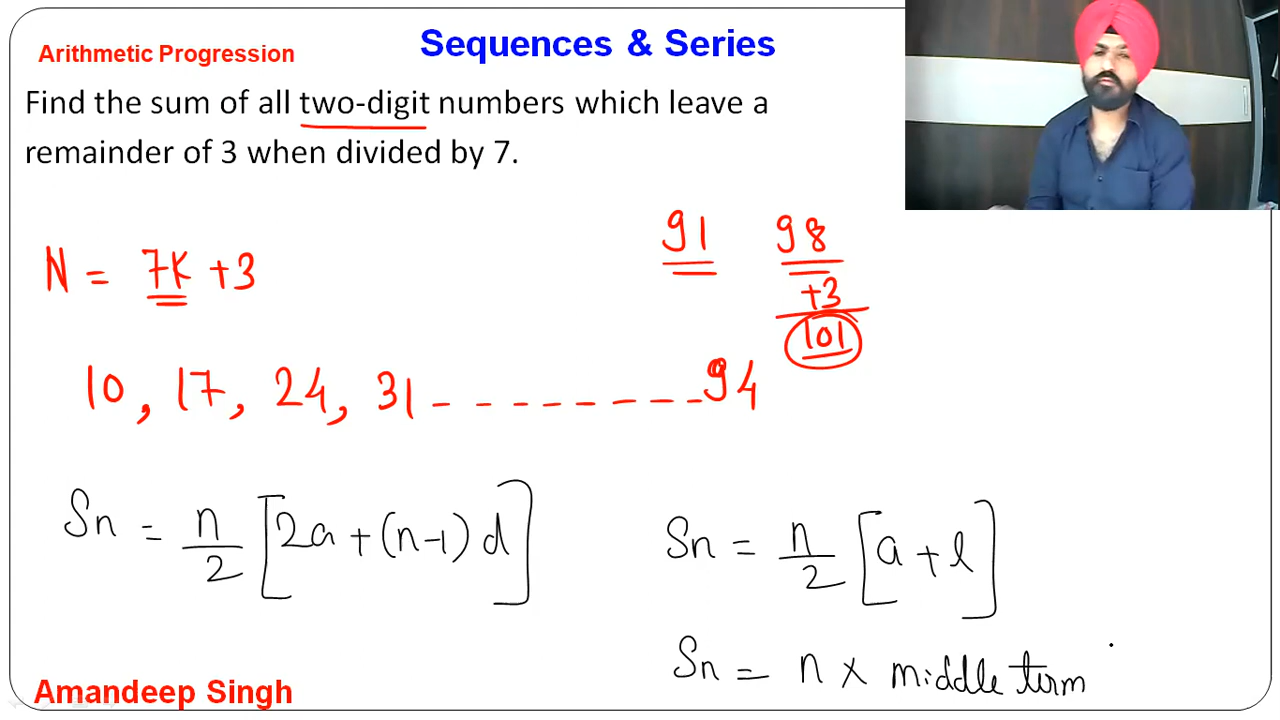 Sequences & Series
Arithmetic Progression
Find the sum of all two-digit numbers which leave a
remainder of 3 when divided by 7.
N = 7K + 3
91 98
+3
101
10, 17, 24, 31 - - - - - - - - 94
Sn = n/2 [2a + (n-1) d]
Sn = n/2 [a + l]
Sn = n × middle term
Amandeep Singh